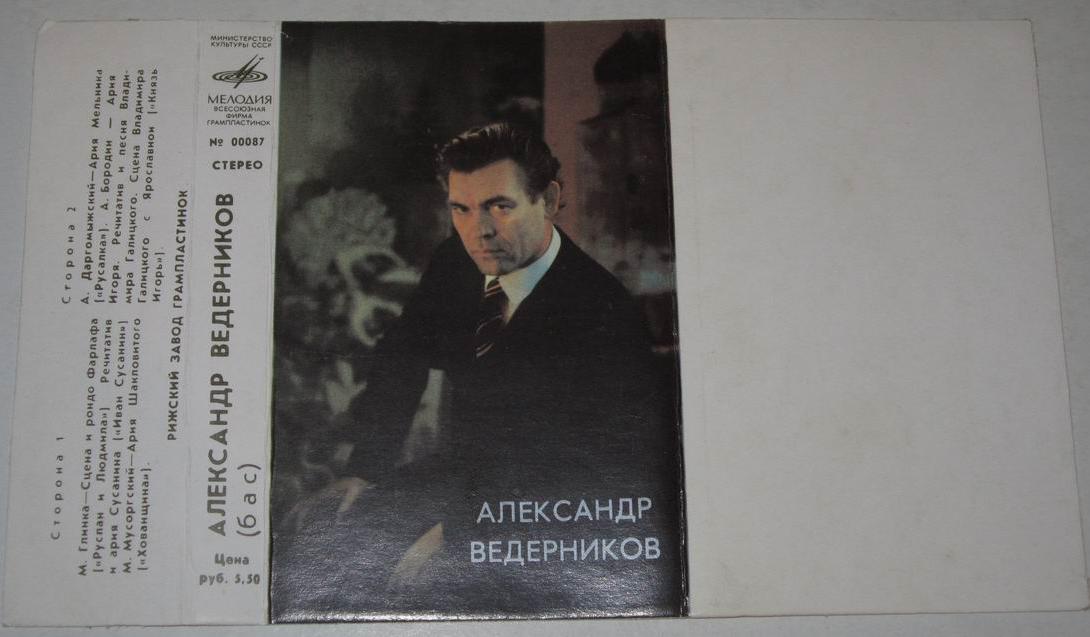 Сторона 1
М. Глинка—Сцена и рондо Фарлафа
[«Руслан и Людмила»] Речитатив
и ария Сусанина [«Иван Сусанин»]
М. Мусоргский—Ария Шакловитого
[«Хованщина»].
Сторона 2
А. Даргомыжский—Ария Мельника
[«Русалка»]. А. Бородин — Ария
Игоря. Речитатив и песня Влади-
мира Галицкого. Сцена Владимира
Галицкого с Ярославной [«Князь
Игорь»].
РИЖСКИЙ ЗАВОД ГРАМПЛАСТИНОК
МИНИСТЕРСТВО
КУЛЬТУРЫ СССР
МЕЛОДИЯ
ВСЕСОЮЗНАЯ
ФИРМА
ГРАМПЛАСТИНОК
№ 00087
СТЕРЕО
АЛЕКСАНДР ВЕДЕРНИКОВ
(бас)
Цена
руб. 5,50
АЛЕКСАНДР
ВЕДЕРНИКОВ